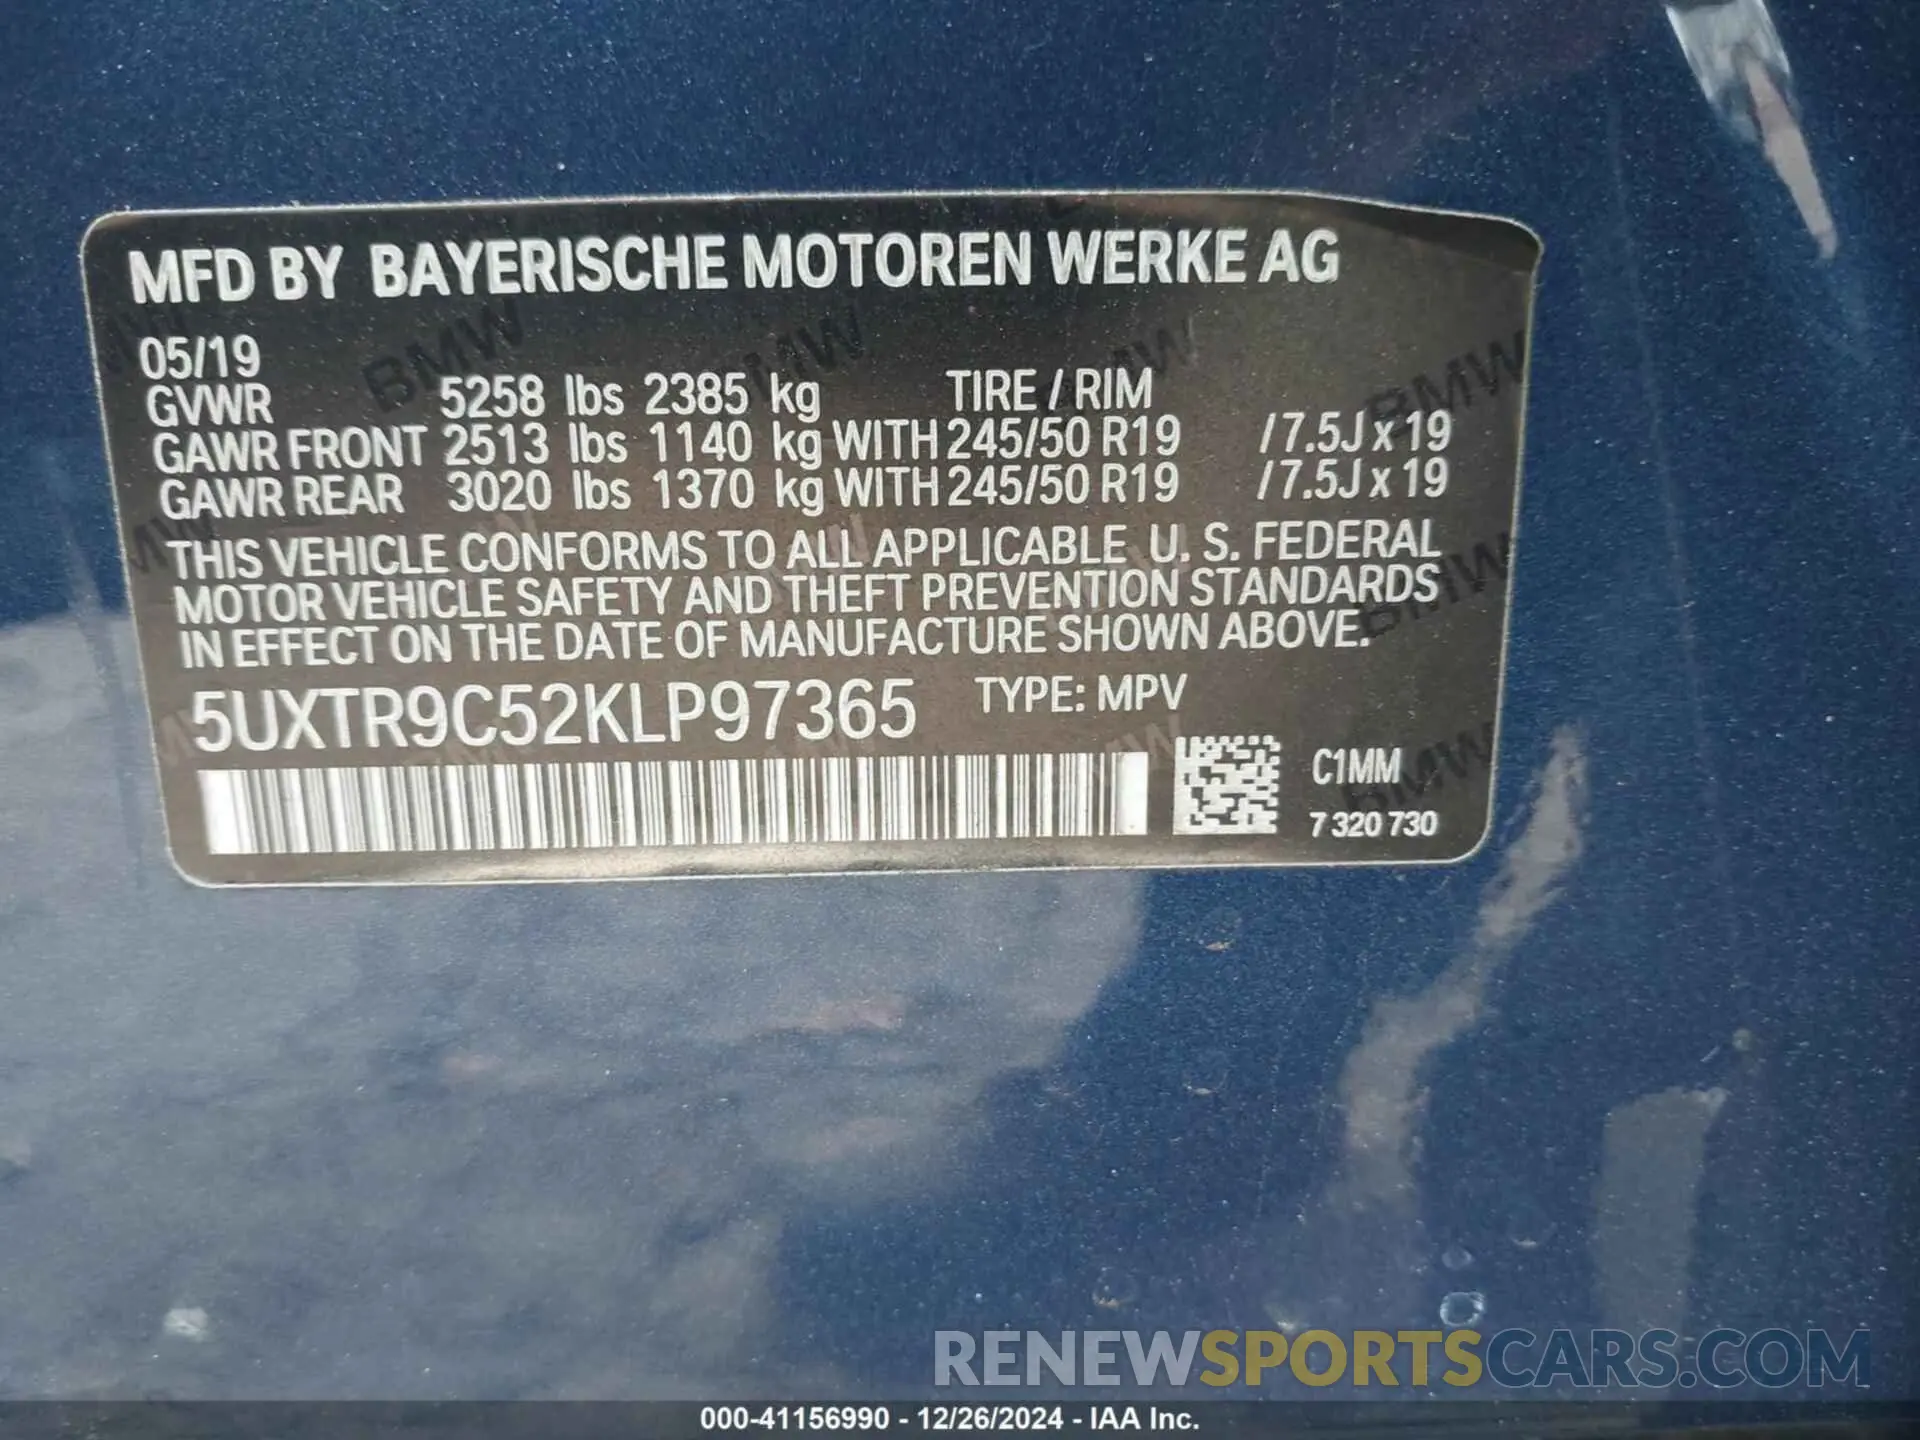 MFD BY BAYERISCHE MOTOREN WERKE AG
05/19
GVWR 5258 lbs 2385 kg TIRE / RIM
GAWR FRONT 2513 lbs 1140 kg WITH 245/50 R19 /7.5J x 19
GAWR REAR 3020 lbs 1370 kg WITH 245/50 R19 /7.5J x 19
THIS VEHICLE CONFORMS TO ALL APPLICABLE U. S. FEDERAL
MOTOR VEHICLE SAFETY AND THEFT PREVENTION STANDARDS
IN EFFECT ON THE DATE OF MANUFACTURE SHOWN ABOVE.
5UXTR9C52KLP97365 TYPE: MPV
C1MM
7 320 730
RENEWSPORTSCARS.COM
000-41156990 - 12/26/2024 - IAA Inc.